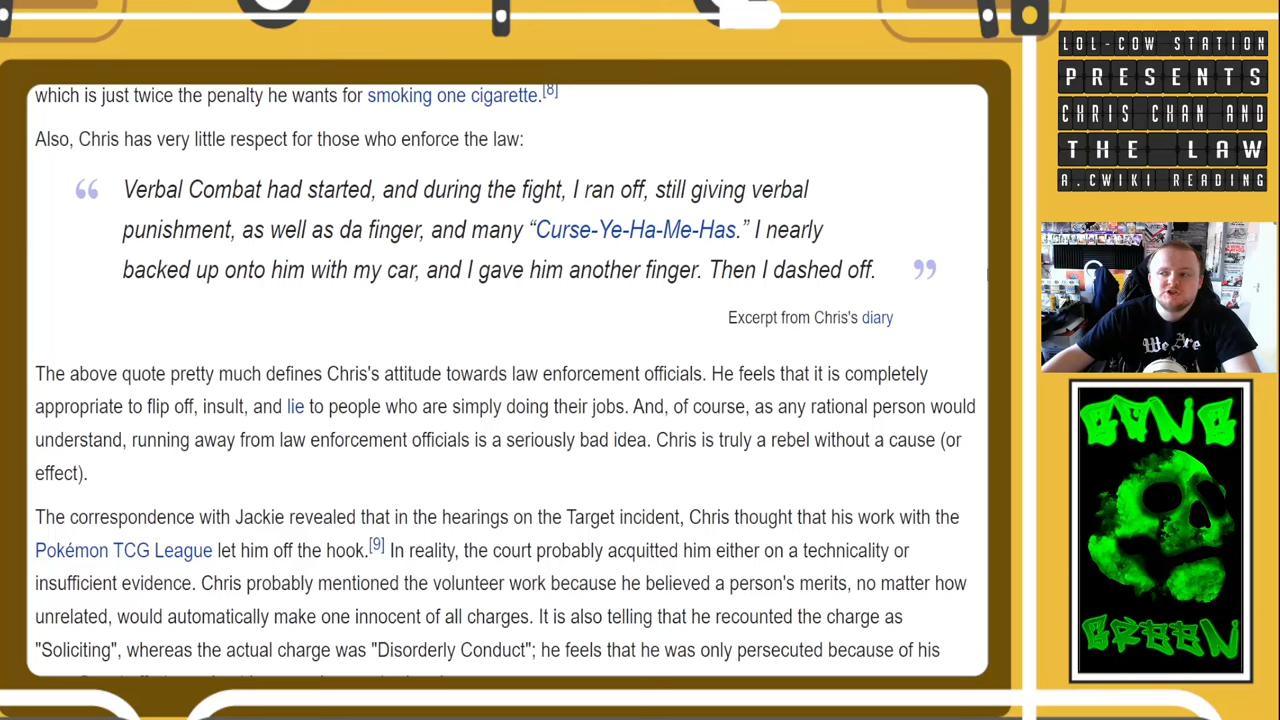 which is just twice the penalty he wants for smoking one cigarette.[8]
Also, Chris has very little respect for those who enforce the law:
“ Verbal Combat had started, and during the fight, I ran off, still giving verbal
punishment, as well as da finger, and many “Curse-Ye-Ha-Me-Has.” I nearly
backed up onto him with my car, and I gave him another finger. Then I dashed off. ”
Excerpt from Chris's diary
The above quote pretty much defines Chris's attitude towards law enforcement officials. He feels that it is completely
appropriate to flip off, insult, and lie to people who are simply doing their jobs. And, of course, as any rational person would
understand, running away from law enforcement officials is a seriously bad idea. Chris is truly a rebel without a cause (or
effect).
The correspondence with Jackie revealed that in the hearings on the Target incident, Chris thought that his work with the
Pokémon TCG League let him off the hook.[9] In reality, the court probably acquitted him either on a technicality or
insufficient evidence. Chris probably mentioned the volunteer work because he believed a person's merits, no matter how
unrelated, would automatically make one innocent of all charges. It is also telling that he recounted the charge as
"Soliciting", whereas the actual charge was "Disorderly Conduct"; he feels that he was only persecuted because of his
LOL-COW STATION
PRESENTS
CHRIS CHAN AND
THE LAW
A.CWIKI READING
We Are
GANG
GREEN